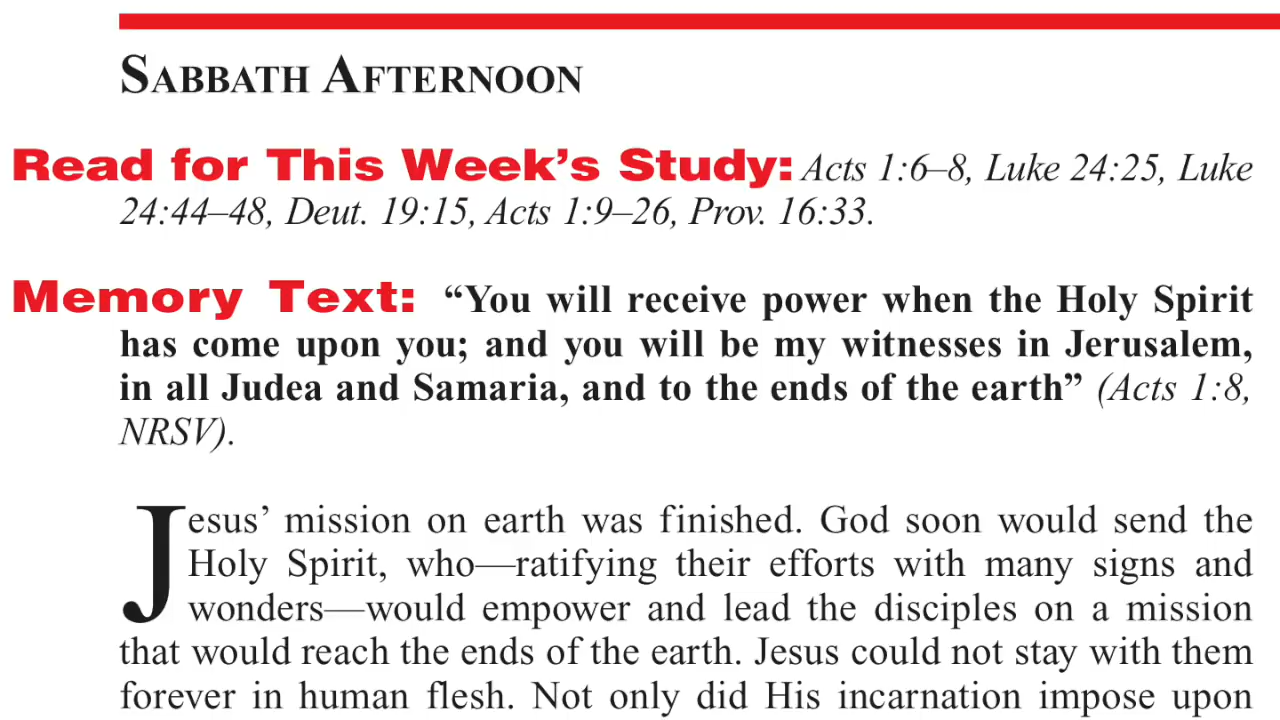 SABBATH AFTERNOON
Read for This Week’s Study: Acts 1:6–8, Luke 24:25, Luke
24:44–48, Deut. 19:15, Acts 1:9–26, Prov. 16:33.
Memory Text: “You will receive power when the Holy Spirit
has come upon you; and you will be my witnesses in Jerusalem,
in all Judea and Samaria, and to the ends of the earth” (Acts 1:8,
NRSV).
Jesus’ mission on earth was finished. God soon would send the
Holy Spirit, who—ratifying their efforts with many signs and
wonders—would empower and lead the disciples on a mission
that would reach the ends of the earth. Jesus could not stay with them
forever in human flesh. Not only did His incarnation impose upon